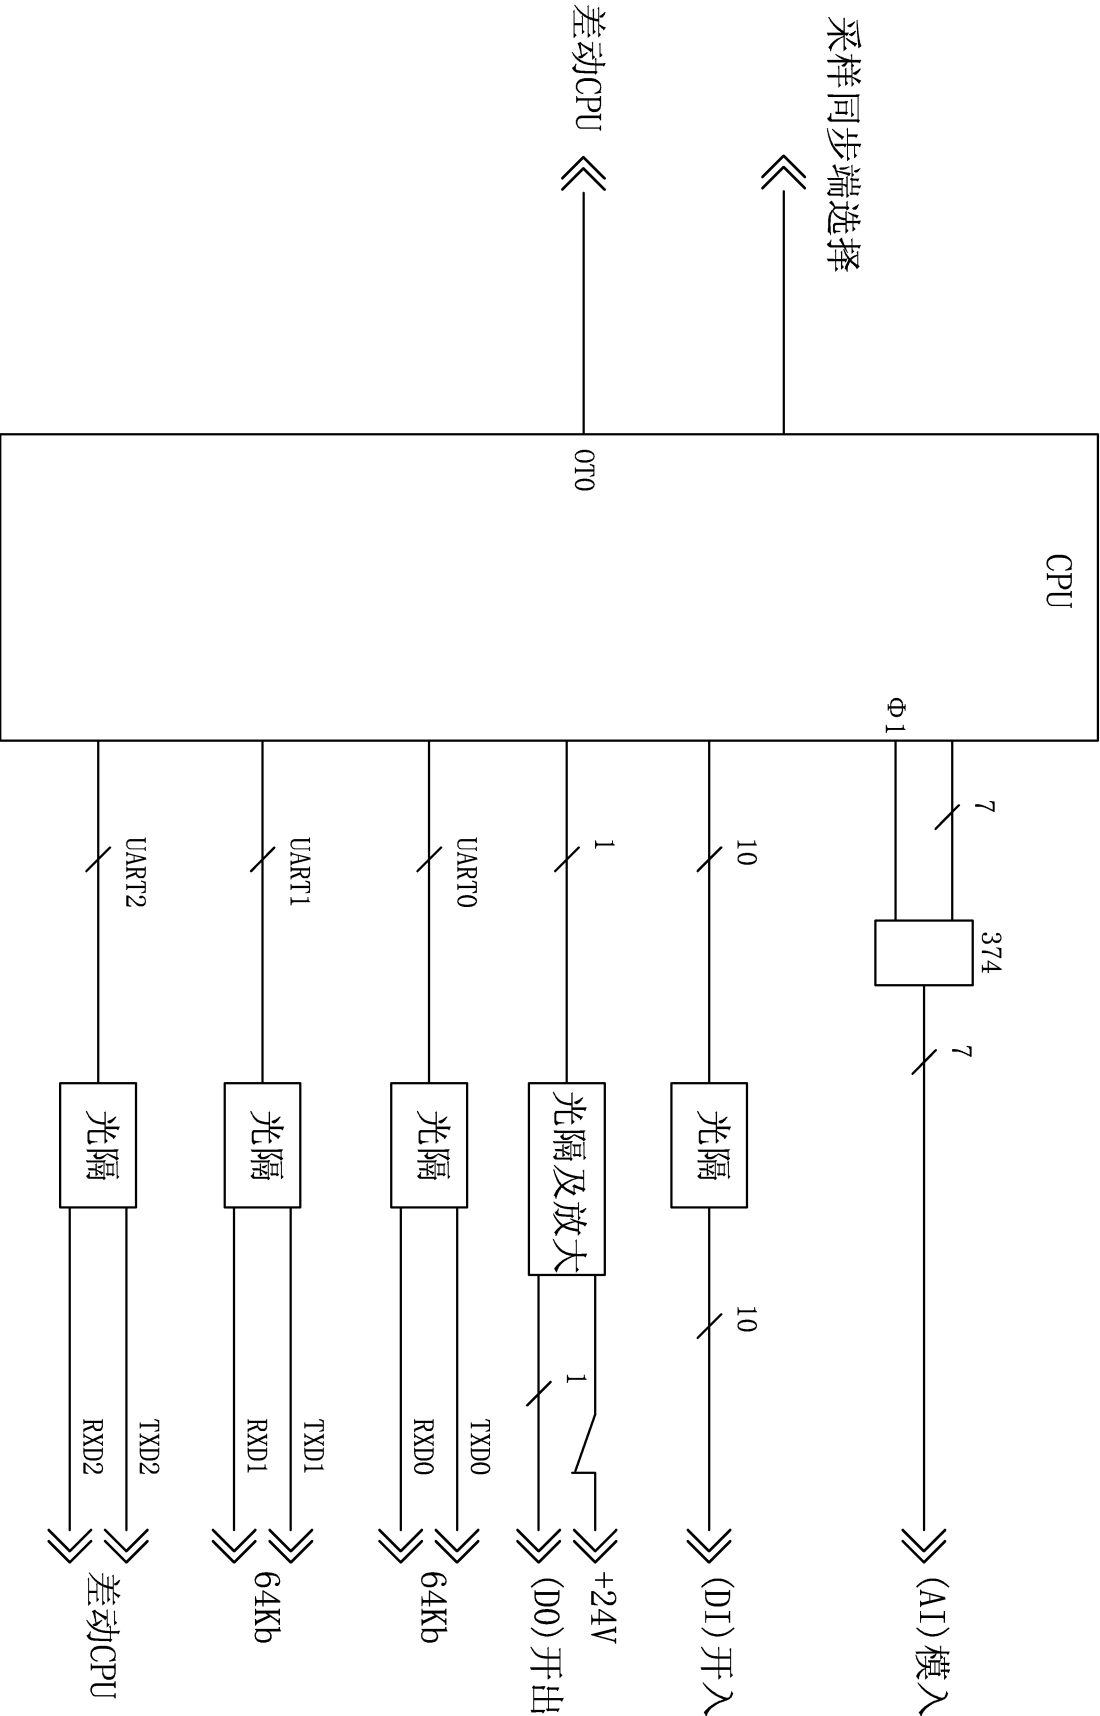 采样同步端选择
差动CPU
CPU
OT0
Φ1
7
374
7
(AI)模入
10
光隔
10
(DI)开入
1
光隔及放大
1
+24V
(DO)开出
UART0
光隔
TXD0
RXD0
64Kb
UART1
光隔
TXD1
RXD1
64Kb
UART2
光隔
TXD2
RXD2
差动CPU